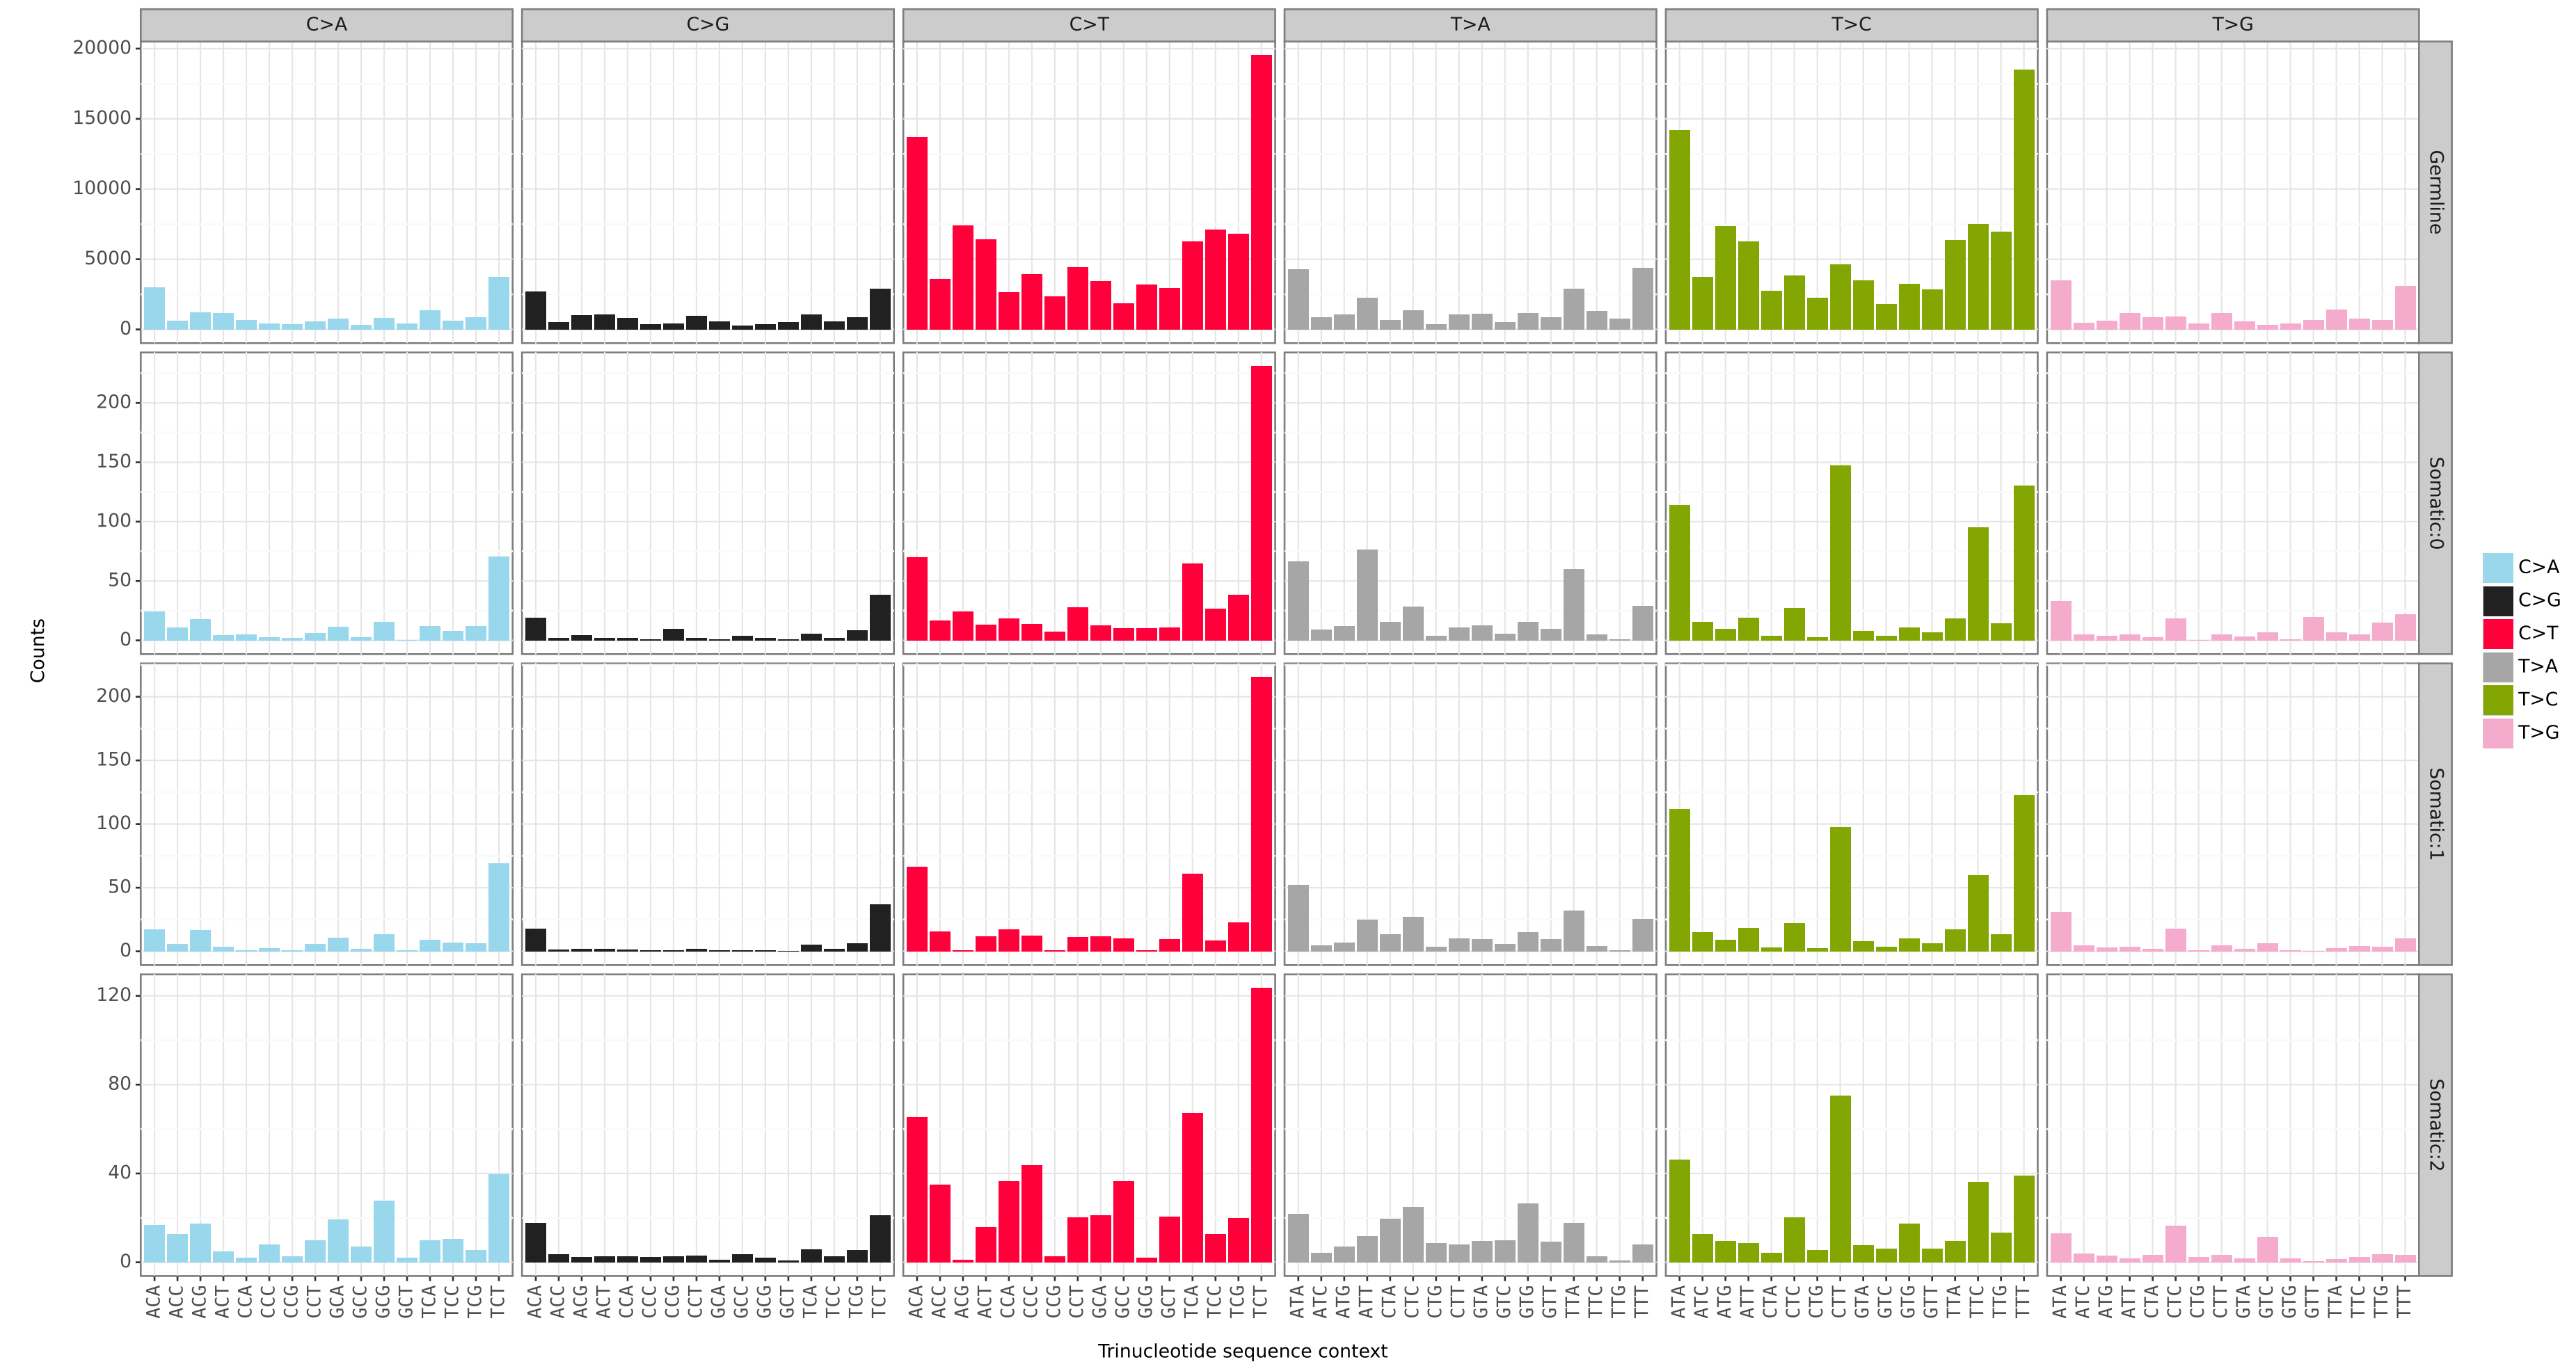 C>A C>G C>T T>A T>C T>G
20000
15000
10000
5000
0
Germline
200
150
100
50
0
Somatic:0
200
150
100
50
0
Somatic:1
120
80
40
0
Somatic:2
Counts
ACA ACC ACG ACT CCA CCC CCG CCT GCA GCC GCG GCT TCA TCC TCG TCT
ACA ACC ACG ACT CCA CCC CCG CCT GCA GCC GCG GCT TCA TCC TCG TCT
ACA ACC ACG ACT CCA CCC CCG CCT GCA GCC GCG GCT TCA TCC TCG TCT
ATA ATC ATG ATT CTA CTC CTG CTT GTA GTC GTG GTT TTA TTC TTG TTT
ATA ATC ATG ATT CTA CTC CTG CTT GTA GTC GTG GTT TTA TTC TTG TTT
ATA ATC ATG ATT CTA CTC CTG CTT GTA GTC GTG GTT TTA TTC TTG TTT
Trinucleotide sequence context
C>A
C>G
C>T
T>A
T>C
T>G